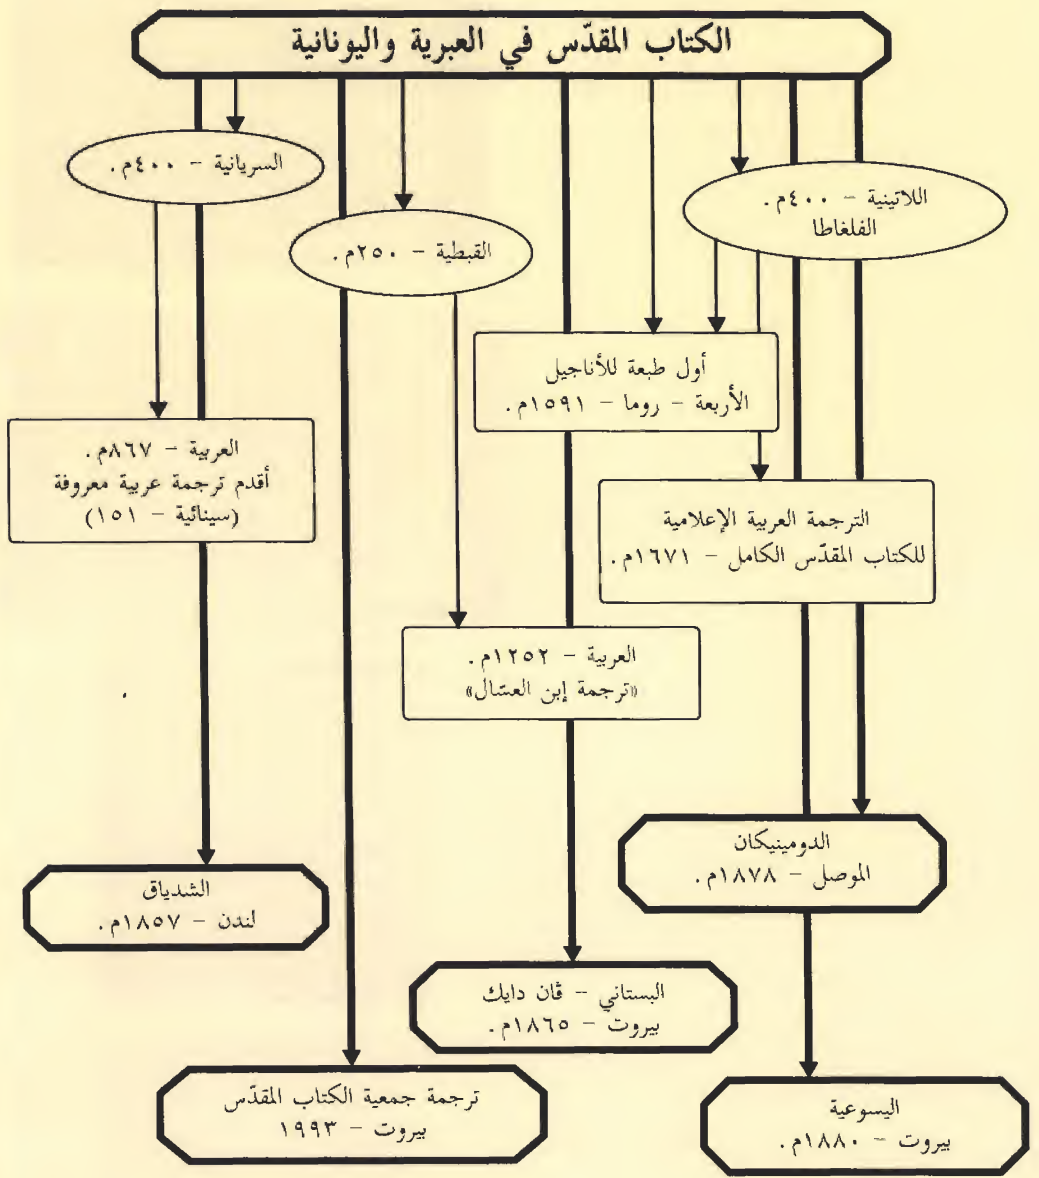 الكتاب المقدّس في العبرية واليونانية
السريانية - ٤٠٠م.
اللاتينية - ٤٠٠م.
الفلغاطا
القبطية - ٢٥٠م.
أول طبعة للأناجيل
الأربعة - روما - ١٥٩١م.
العربية - ٨٦٧م.
أقدم ترجمة عربية معروفة
(سينائية - ١٥١)
الترجمة العربية الإعلامية
للكتاب المقدّس الكامل - ١٦٧١م.
العربية - ١٢٥٢م.
«ترجمة إبن العسّال»
الدومينيكان
الموصل - ١٨٧٨م.
الشدياق
لندن - ١٨٥٧م.
البستاني - ڤان دايك
بيروت - ١٨٦٥م.
ترجمة جمعية الكتاب المقدّس
بيروت - ١٩٩٣
اليسوعية
بيروت - ١٨٨٠م.